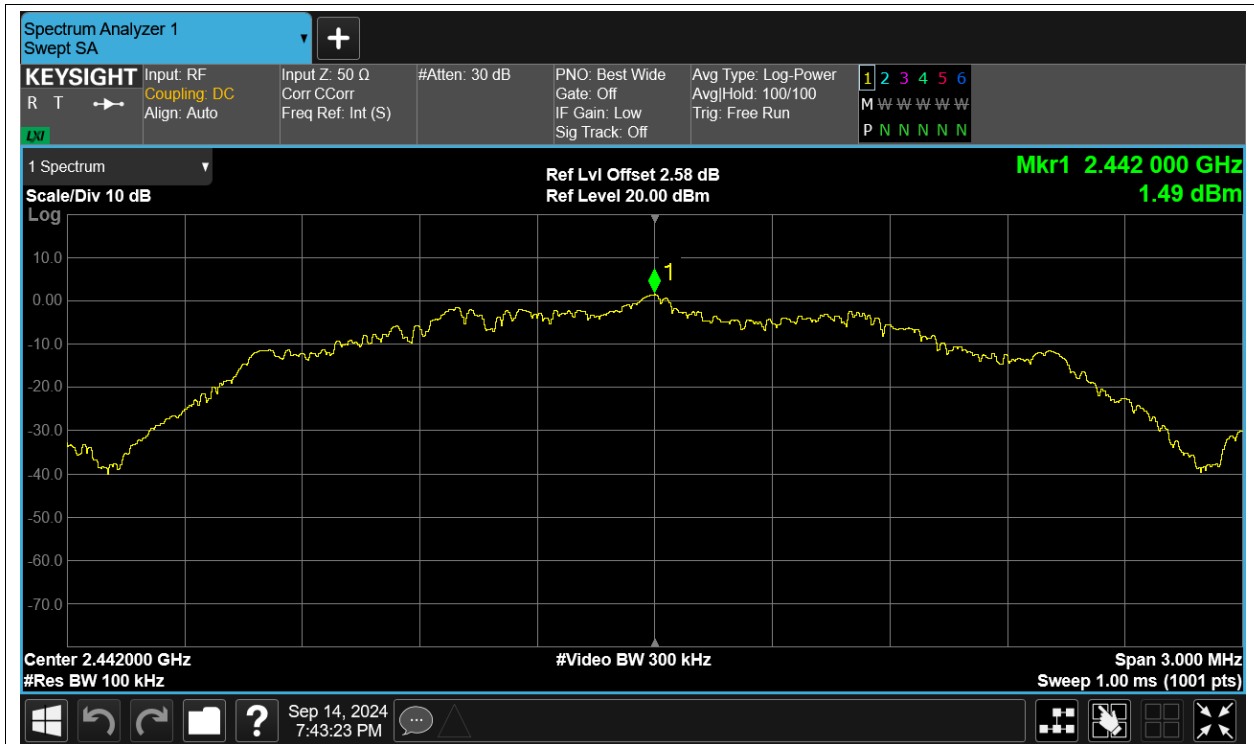 Spectrum Analyzer 1
Swept SA
KEYSIGHT
R T
LXI
Input: RF
Coupling: DC
Align: Auto
Input Z: 50 Ω
Corr CCorr
Freq Ref: Int (S)
#Atten: 30 dB
PNO: Best Wide
Gate: Off
IF Gain: Low
Sig Track: Off
Avg Type: Log-Power
Avg|Hold: 100/100
Trig: Free Run
1 2 3 4 5 6
M W W W W W
P N N N N N
1 Spectrum
Scale/Div 10 dB
Ref Lvl Offset 2.58 dB
Ref Level 20.00 dBm
Mkr1 2.442 000 GHz
1.49 dBm
Log
10.0
0.00
-10.0
-20.0
-30.0
-40.0
-50.0
-60.0
-70.0
1
Center 2.442000 GHz
#Video BW 300 kHz
Span 3.000 MHz
#Res BW 100 kHz
Sweep 1.00 ms (1001 pts)
?
Sep 14, 2024
7:43:23 PM